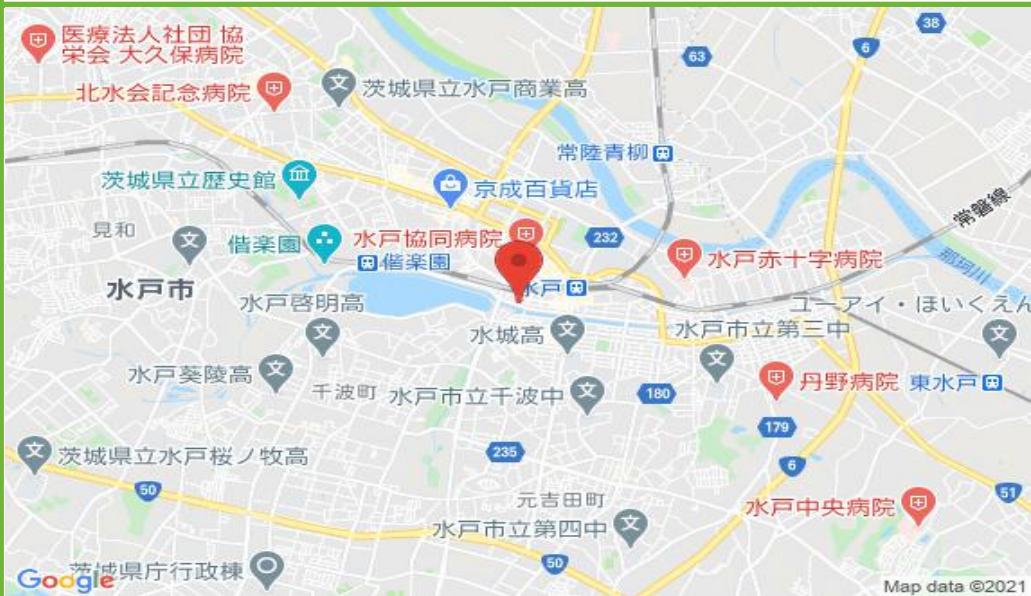 医療法人社団 協
栄会 大久保病院
38
6
63
北水会記念病院
茨城県立水戸商業高
常陸青柳
茨城県立歴史館
京成百貨店
常磐線
見和
偕楽園
水戸協同病院
232
偕楽園
水戸赤十字病院
那珂川
水戸市
水戸
水戸啓明高
ユーアイ・ほいくえん
水城高
水戸市立第三中
水戸葵陵高
千波町
水戸市立千波中
180
丹野病院
東水戸
179
茨城県立水戸桜ノ牧高
235
6
50
51
元吉田町
水戸中央病院
水戸市立第四中
50
茨城県庁行政棟
Google
Map data ©2021